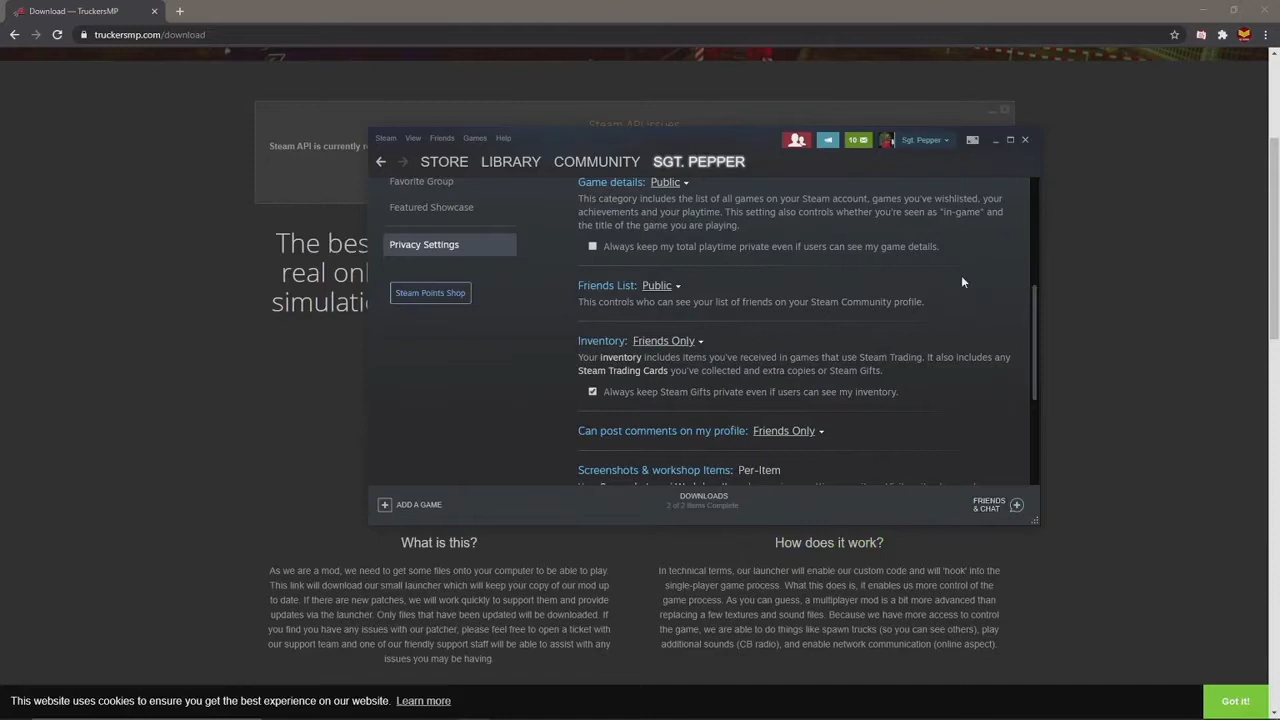 Download — TruckersMP
truckersmp.com/download
Steam API issues
Steam API is currently re
The bes
real onl
simulatic
Steam View Friends Games Help
10
Sgt. Pepper
STORE LIBRARY COMMUNITY SGT. PEPPER
Favorite Group
Featured Showcase
Privacy Settings
Steam Points Shop
Game details: Public
This category includes the list of all games on your Steam account, games you've wishlisted, your
achievements and your playtime. This setting also controls whether you're seen as "in-game" and
the title of the game you are playing.
Always keep my total playtime private even if users can see my game details.
Friends List: Public
This controls who can see your list of friends on your Steam Community profile.
Inventory: Friends Only
Your inventory includes items you've received in games that use Steam Trading. It also includes any
Steam Trading Cards you've collected and extra copies or Steam Gifts.
Always keep Steam Gifts private even if users can see my inventory.
Can post comments on my profile: Friends Only
Screenshots & workshop Items: Per-Item
ADD A GAME
DOWNLOADS
2 of 2 Items Complete
FRIENDS
& CHAT
What is this?
As we are a mod, we need to get some files onto your computer to be able to play.
This link will download our small launcher which will keep your copy of our mod up
to date. If there are new patches, we will work quickly to support them and provide
updates via the launcher. Only files that have been updated will be downloaded. If
you find you have any issues with our patcher, please feel free to open a ticket with
our support team and one of our friendly support staff will be able to assist with any
issues you may be having.
How does it work?
In technical terms, our launcher will enable our custom code and will 'hook' into the
single-player game process. What this does is, it enables us more control of the
game process. As you can guess, a multiplayer mod is a bit more advanced than
replacing a few textures and sound files. Because we have more access to control
the game, we are able to do things like spawn trucks (so you can see others), play
additional sounds (CB radio), and enable network communication (online aspect).
This website uses cookies to ensure you get the best experience on our website. Learn more
Got it!